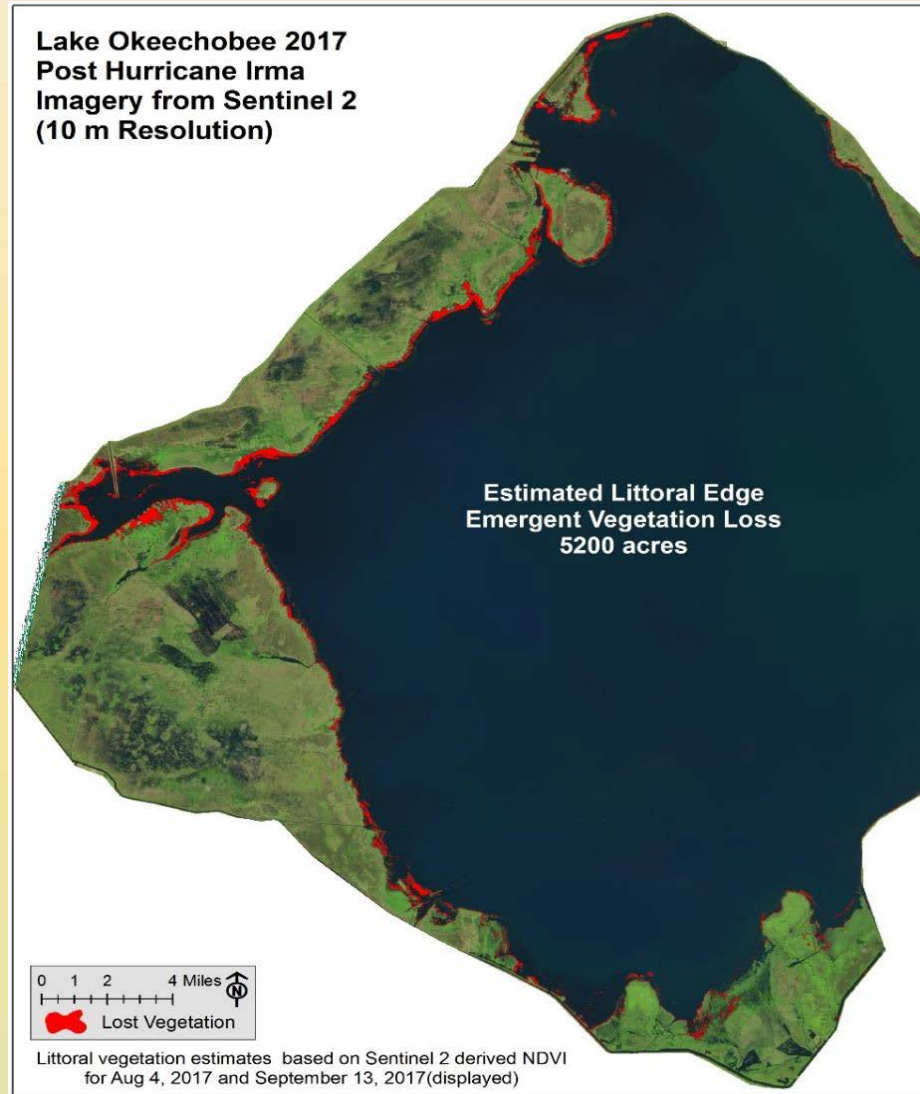 Lake Okeechobee 2017
Post Hurricane Irma
Imagery from Sentinel 2
(10 m Resolution)
Estimated Littoral Edge
Emergent Vegetation Loss
5200 acres
0 1 2 4 Miles
N
Lost Vegetation
Littoral vegetation estimates based on Sentinel 2 derived NDVI
for Aug 4, 2017 and September 13, 2017(displayed)